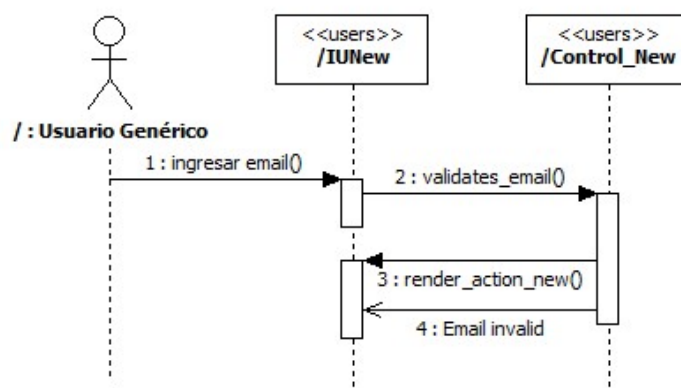 <<users>>
/IUNew
<<users>>
/Control_New
/ : Usuario Genérico
1 : ingresar email()
2 : validates_email()
3 : render_action_new()
4 : Email invalid